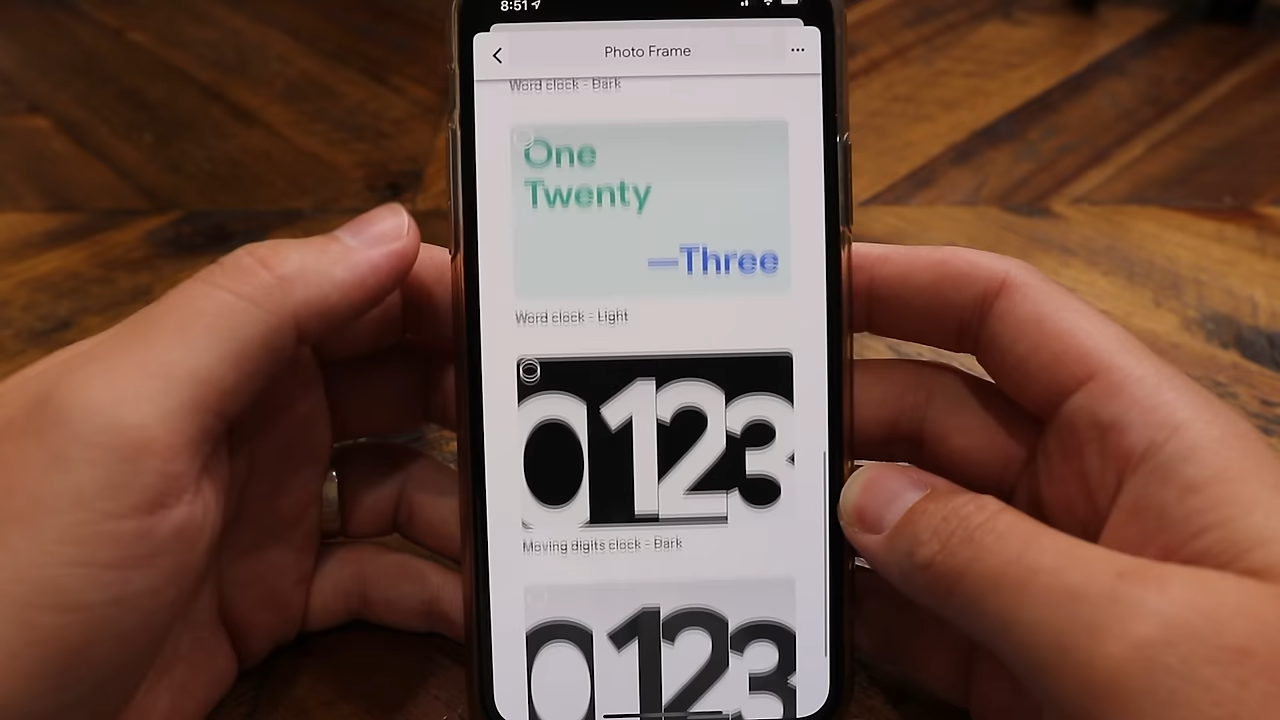 8:51
Photo Frame
Word clock - Dark
One
Twenty
—Three
Word clock - Light
0123
Moving digits clock - Dark
0123